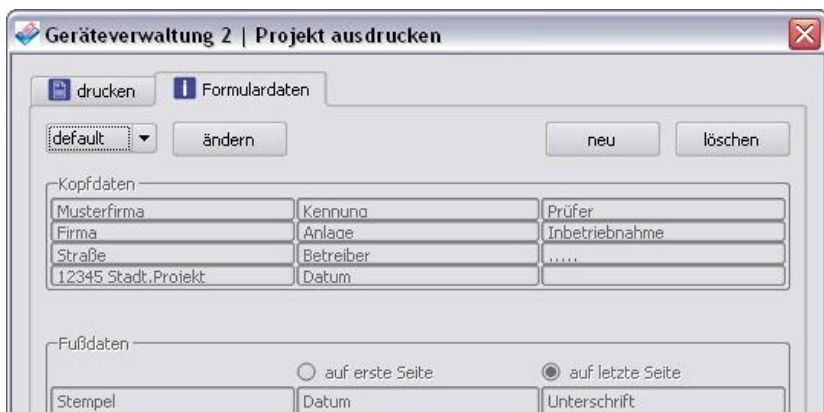 Geräteverwaltung 2 | Projekt ausdrucken
drucken Formulardaten
default ändern neu löschen
Kopfdaten
Musterfirma Kennung Prüfer
Firma Anlage Inbetriebnahme
Straße Betreiber .....
12345 Stadt.Projekt Datum
Fußdaten
auf erste Seite auf letzte Seite
Stempel Datum Unterschrift